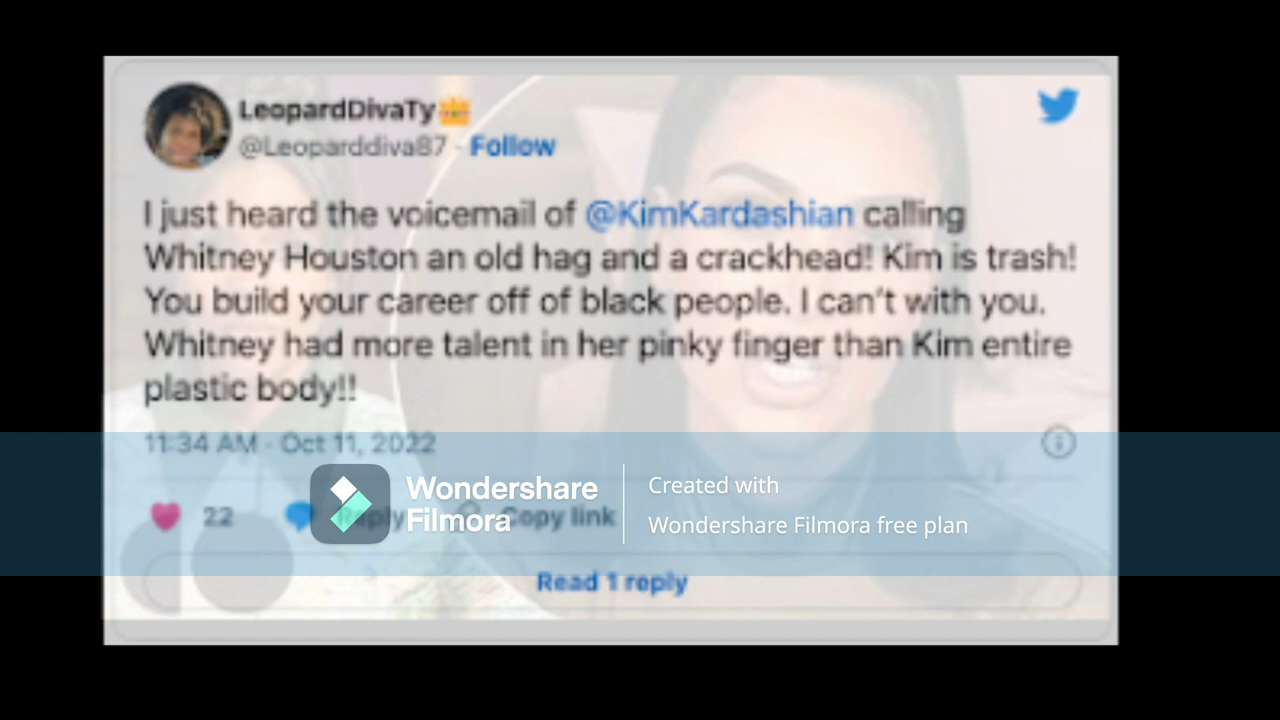 LeopardDivaTy
@Leoparddiva87 · Follow
I just heard the voicemail of @KimKardashian calling
Whitney Houston an old hag and a crackhead! Kim is trash!
You build your career off of black people. I can't with you.
Whitney had more talent in her pinky finger than Kim entire
plastic body!!
11:34 AM · Oct 11, 2022
22 Reply Copy link
Wondershare
Filmora
Created with
Wondershare Filmora free plan
Read 1 reply